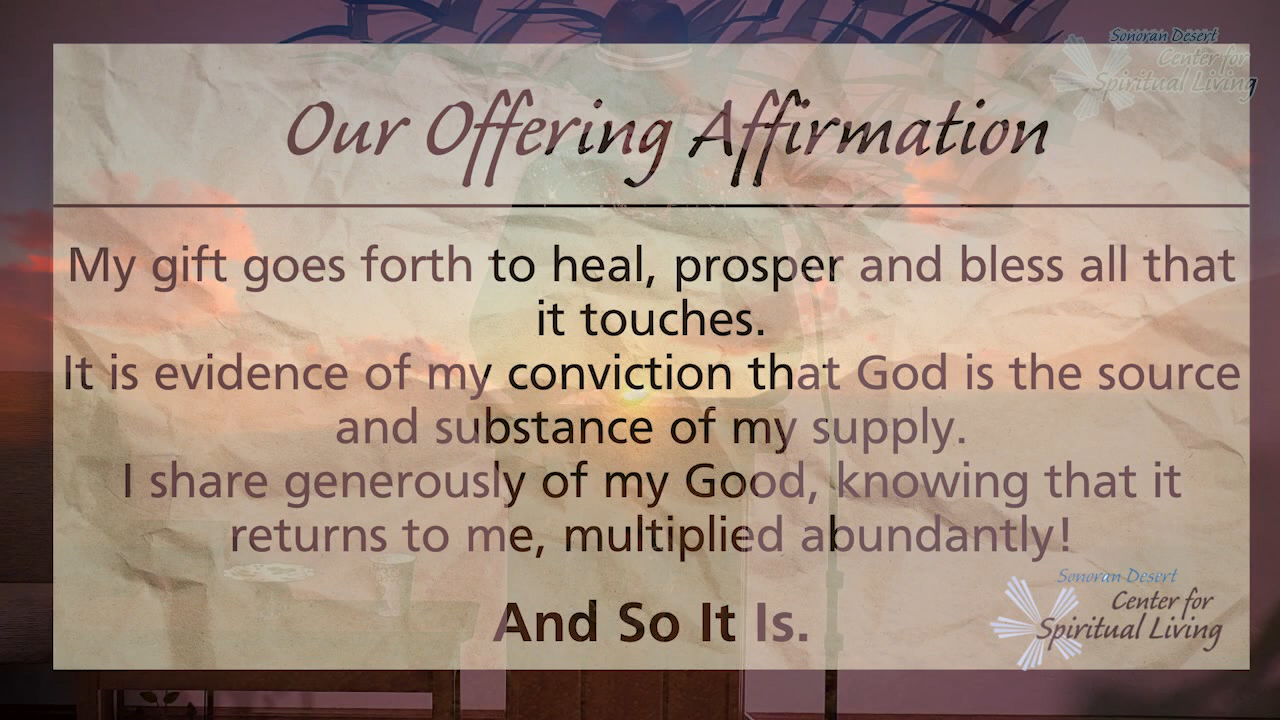 Sonoran Desert
Center for
Spiritual Living
Our Offering Affirmation
My gift goes forth to heal, prosper and bless all that
it touches.
It is evidence of my conviction that God is the source
and substance of my supply.
I share generously of my Good, knowing that it
returns to me, multiplied abundantly!
And So It Is.
Sonoran Desert
Center for
Spiritual Living